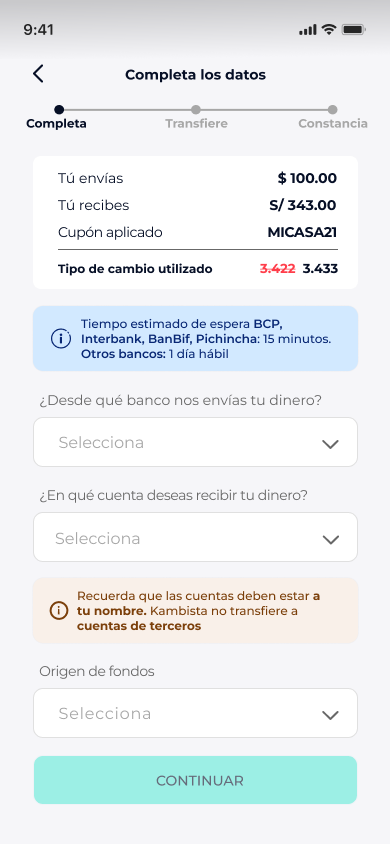 9:41
Completa los datos
Completa
Transfiere
Constancia
Tú envías $ 100.00
Tú recibes S/ 343.00
Cupón aplicado MICASA21
Tipo de cambio utilizado 3.422 3.433
Tiempo estimado de espera BCP,
Interbank, BanBif, Pichincha: 15 minutos.
Otros bancos: 1 día hábil
¿Desde qué banco nos envías tu dinero?
Selecciona
¿En qué cuenta deseas recibir tu dinero?
Selecciona
Recuerda que las cuentas deben estar a
tu nombre. Kambista no transfiere a
cuentas de terceros
Origen de fondos
Selecciona
CONTINUAR